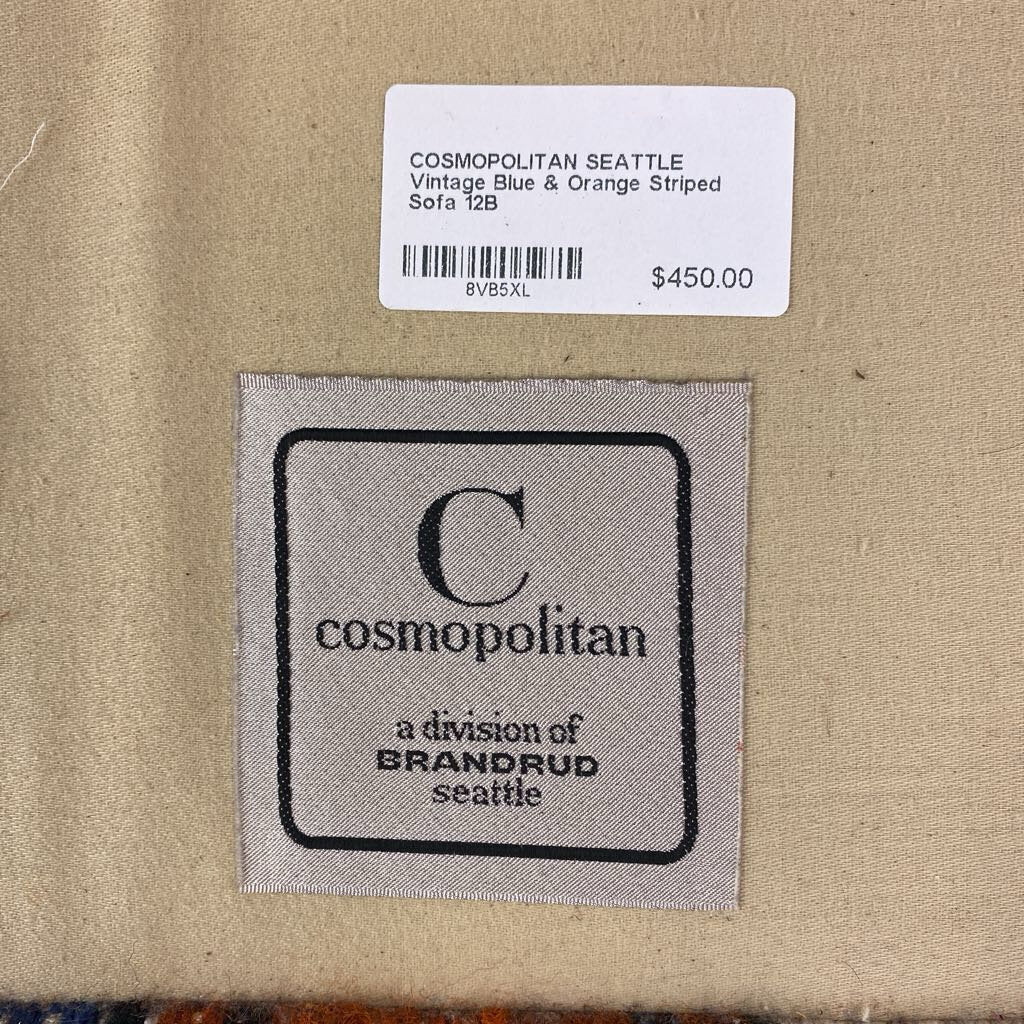 COSMOPOLITAN SEATTLE
Vintage Blue & Orange Striped
Sofa 12B
8VB5XL
$450.00
C
cosmopolitan
a division of
BRANDRUD
seattle